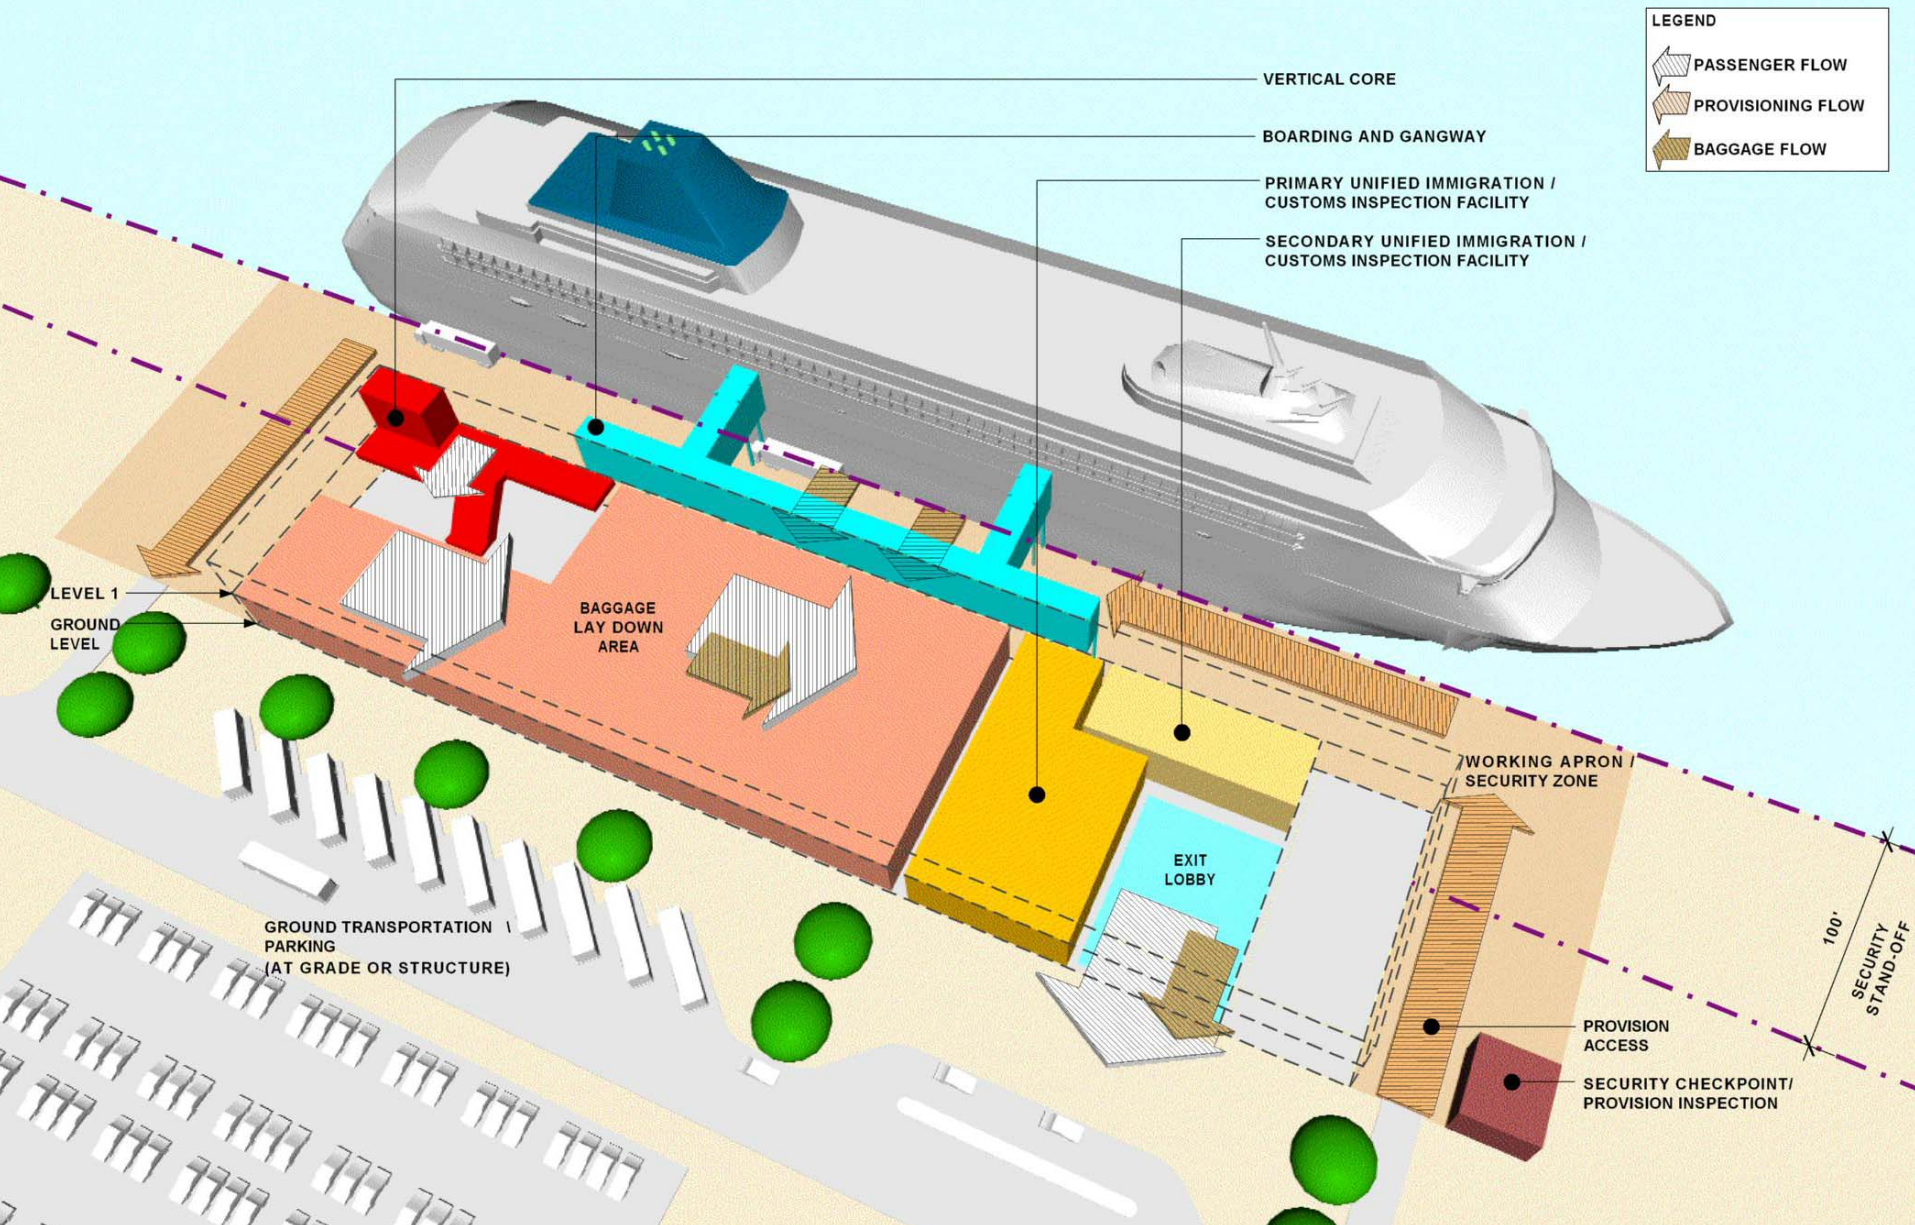 LEGEND
PASSENGER FLOW
PROVISIONING FLOW
BAGGAGE FLOW
VERTICAL CORE
BOARDING AND GANGWAY
PRIMARY UNIFIED IMMIGRATION /
CUSTOMS INSPECTION FACILITY
SECONDARY UNIFIED IMMIGRATION /
CUSTOMS INSPECTION FACILITY
LEVEL 1
GROUND
LEVEL
BAGGAGE
LAY DOWN
AREA
WORKING APRON /
SECURITY ZONE
EXIT
LOBBY
GROUND TRANSPORTATION \
PARKING
(AT GRADE OR STRUCTURE)
100'
SECURITY
STAND-OFF
PROVISION
ACCESS
SECURITY CHECKPOINT/
PROVISION INSPECTION